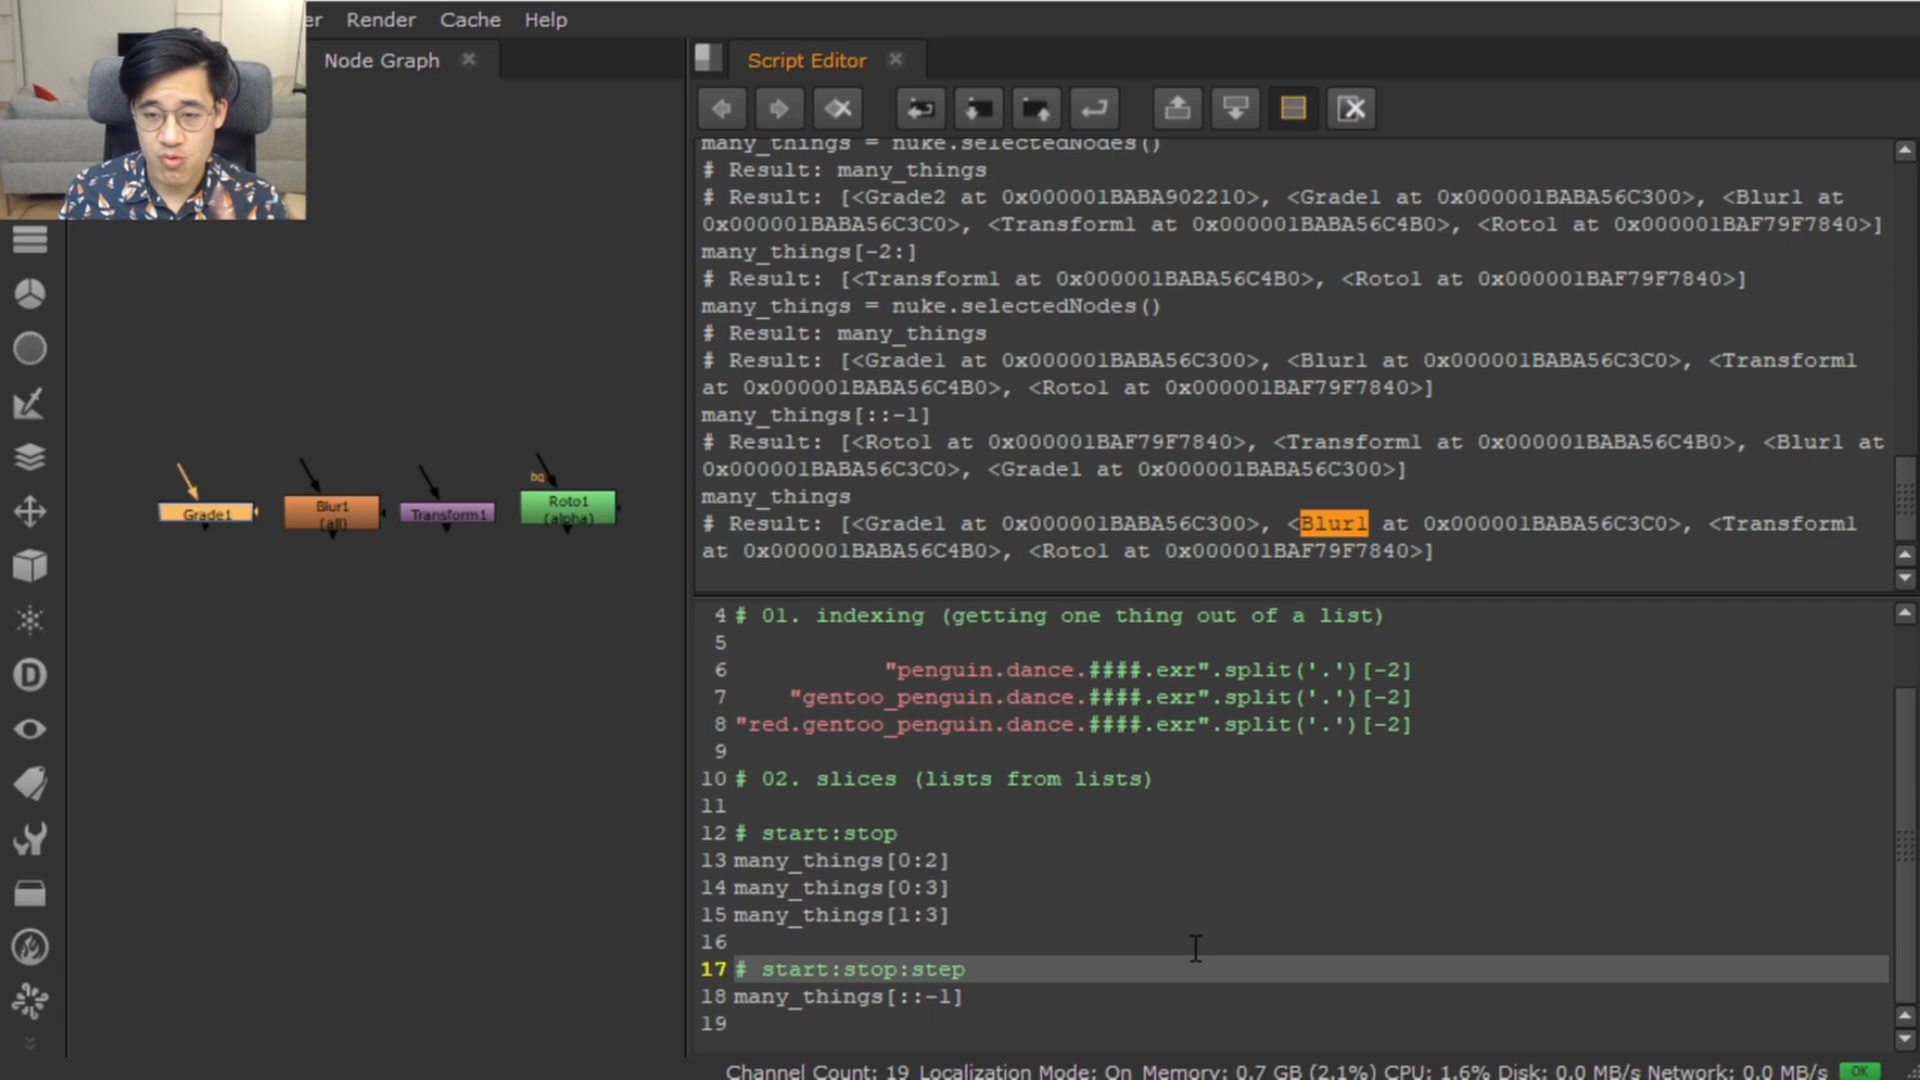 er Render Cache Help
Node Graph
Script Editor
many_things = nuke.selectedNodes()
# Result: many_things
# Result: [<Grade2 at 0x000001BABA902210>, <Grade1 at 0x000001BABA56C300>, <Blur1 at
0x000001BABA56C3C0>, <Transform1 at 0x000001BABA56C4B0>, <Roto1 at 0x000001BAF79F7840>]
many_things[-2:]
# Result: [<Transform1 at 0x000001BABA56C4B0>, <Roto1 at 0x000001BAF79F7840>]
many_things = nuke.selectedNodes()
# Result: many_things
# Result: [<Grade1 at 0x000001BABA56C300>, <Blur1 at 0x000001BABA56C3C0>, <Transform1
at 0x000001BABA56C4B0>, <Roto1 at 0x000001BAF79F7840>]
many_things[::-1]
# Result: [<Roto1 at 0x000001BAF79F7840>, <Transform1 at 0x000001BABA56C4B0>, <Blur1 at
0x000001BABA56C3C0>, <Grade1 at 0x000001BABA56C300>]
many_things
# Result: [<Grade1 at 0x000001BABA56C300>, <Blur1 at 0x000001BABA56C3C0>, <Transform1
at 0x000001BABA56C4B0>, <Roto1 at 0x000001BAF79F7840>]
Grade1
Blur1
(all)
Transform1
bg
Roto1
(alpha)
4 # 01. indexing (getting one thing out of a list)
5
6 "penguin.dance.####.exr".split('.')[-2]
7 "gentoo_penguin.dance.####.exr".split('.')[-2]
8 "red.gentoo_penguin.dance.####.exr".split('.')[-2]
9
10 # 02. slices (lists from lists)
11
12 # start:stop
13 many_things[0:2]
14 many_things[0:3]
15 many_things[1:3]
16
17 # start:stop:step
18 many_things[::-1]
19
D
Channel Count: 19 Localization Mode: On Memory: 0.7 GB (2.1%) CPU: 1.6% Disk: 0.0 MB/s Network: 0.0 MB/s OK